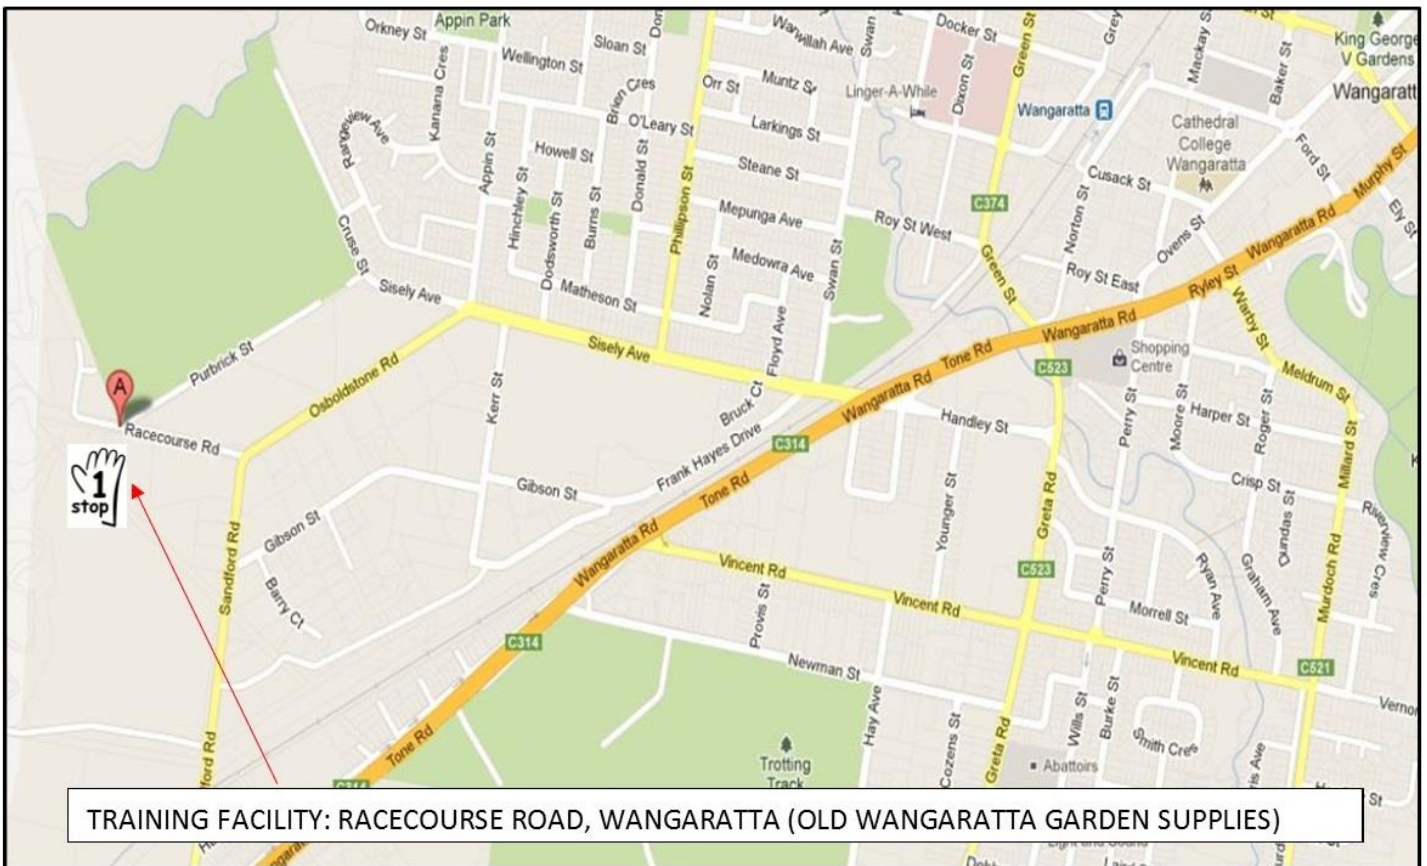 Orkney St
Appin Park
Wellington St
Sloan St
Warwillah Ave
Swan St
Docker St
Green St
Mackay St
Baker St
King George
V Gardens
Wangaratt
Rangeview Ave
Kanana Cres
Brien Cres
O'Leary St
Orr St
Muntz St
Larkings St
Linger-A-While
Dixon St
Wangaratta
Cathedral
College
Wangaratta
Ford St
Murphy St
Ely St
Howell St
Appin St
Hinchley St
Dodsworth St
Burns St
Donald St
Phillipson St
Steane St
Mepunga Ave
Medowra Ave
Nolan St
Swan St
Roy St West
C374
Cusack St
Norton St
Ovens St
Wangaratta Rd
Cruse St
Sisely Ave
Matheson St
Floyd Ave
Green St
Roy St East
Ryley St
Warby St
Purbrick St
Osboldstone Rd
Sisely Ave
Wangaratta Rd
Tone Rd
Wangaratta Rd
C523
Shopping
Centre
Meldrum St
A
Racecourse Rd
Kerr St
Bruck Ct
Frank Hayes Drive
C314
Handley St
Perry St
Moore St
Harper St
Roger St
Millard St
1
stop
Gibson St
Gibson St
Tone Rd
Wangaratta Rd
Younger St
Greta Rd
Crisp St
Dundas St
Riverview Cres
Sandford Rd
Barry Ct
Vincent Rd
Provis St
Vincent Rd
C523
Perry St
Morrell St
Ryan Ave
Graham Ave
Murdoch Rd
C314
Newman St
Hay Ave
Vincent Rd
C521
Vernon
Tone Rd
Trotting
Track
Cozens St
Greta Rd
Wills St
Burke St
Smith Cres
Abattoirs
TRAINING FACILITY: RACECOURSE ROAD, WANGARATTA (OLD WANGARATTA GARDEN SUPPLIES)